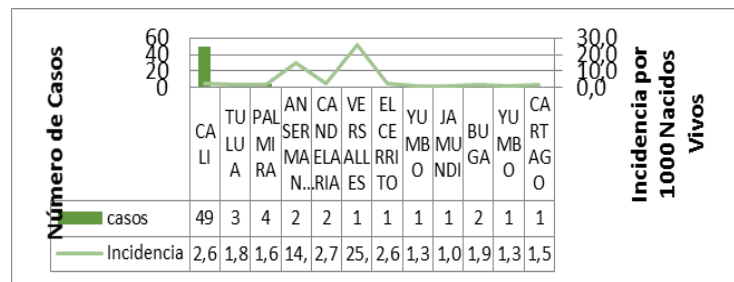 Número de Casos
60
40
20
0
30,0
20,0
10,0
0,0
Incidencia por
1000 Nacidos
Vivos
CA
LI
TU
LU
A
PAL
MI
RA
AN
SER
MA
N
...
CA
ND
ELA
RIA
VE
RS
ALL
ES
EL
CE
RRI
TO
YU
MB
O
JA
MU
NDI
BU
GA
YU
MB
O
CA
RT
AG
O
casos 49 3 4 2 2 1 1 1 1 2 1 1
Incidencia 2,6 1,8 1,6 14, 2,7 25, 2,6 1,3 1,0 1,9 1,3 1,5